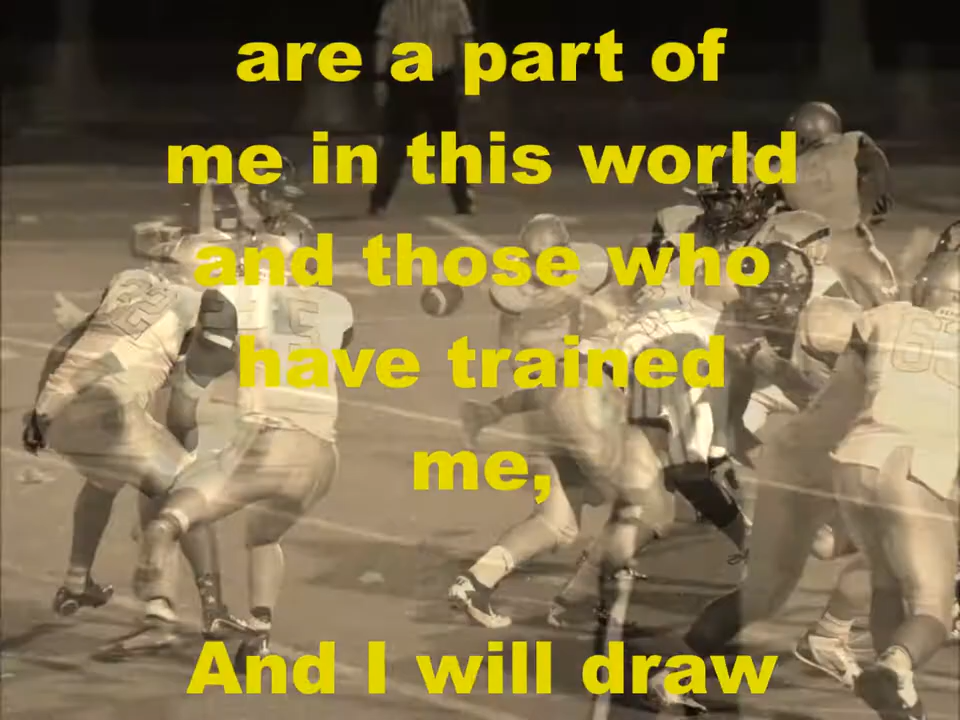 are a part of
me in this world
and those who
have trained
me,
And I will draw